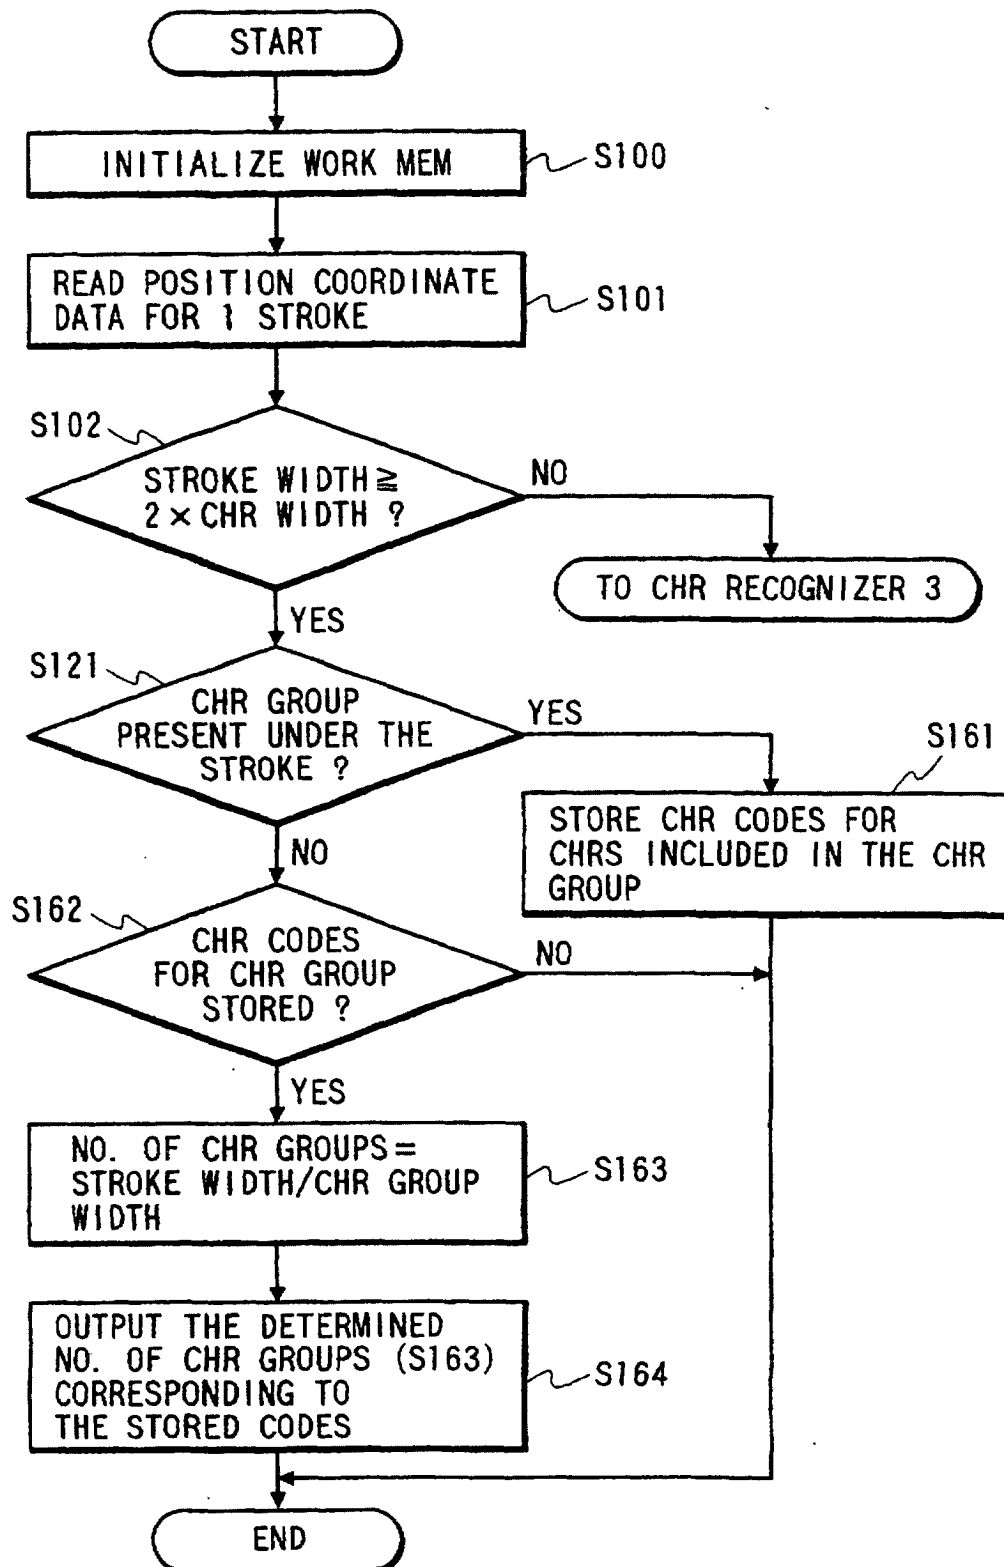 START
INITIALIZE WORK MEM
S100
READ POSITION COORDINATE
DATA FOR 1 STROKE
S101
S102
STROKE WIDTH ≧
2 × CHR WIDTH ?
NO
TO CHR RECOGNIZER 3
YES
S121
CHR GROUP
PRESENT UNDER THE
STROKE ?
YES
S161
STORE CHR CODES FOR
CHRS INCLUDED IN THE CHR
GROUP
NO
S162
CHR CODES
FOR CHR GROUP
STORED ?
NO
YES
NO. OF CHR GROUPS =
STROKE WIDTH/CHR GROUP
WIDTH
S163
OUTPUT THE DETERMINED
NO. OF CHR GROUPS (S163)
CORRESPONDING TO
THE STORED CODES
S164
END